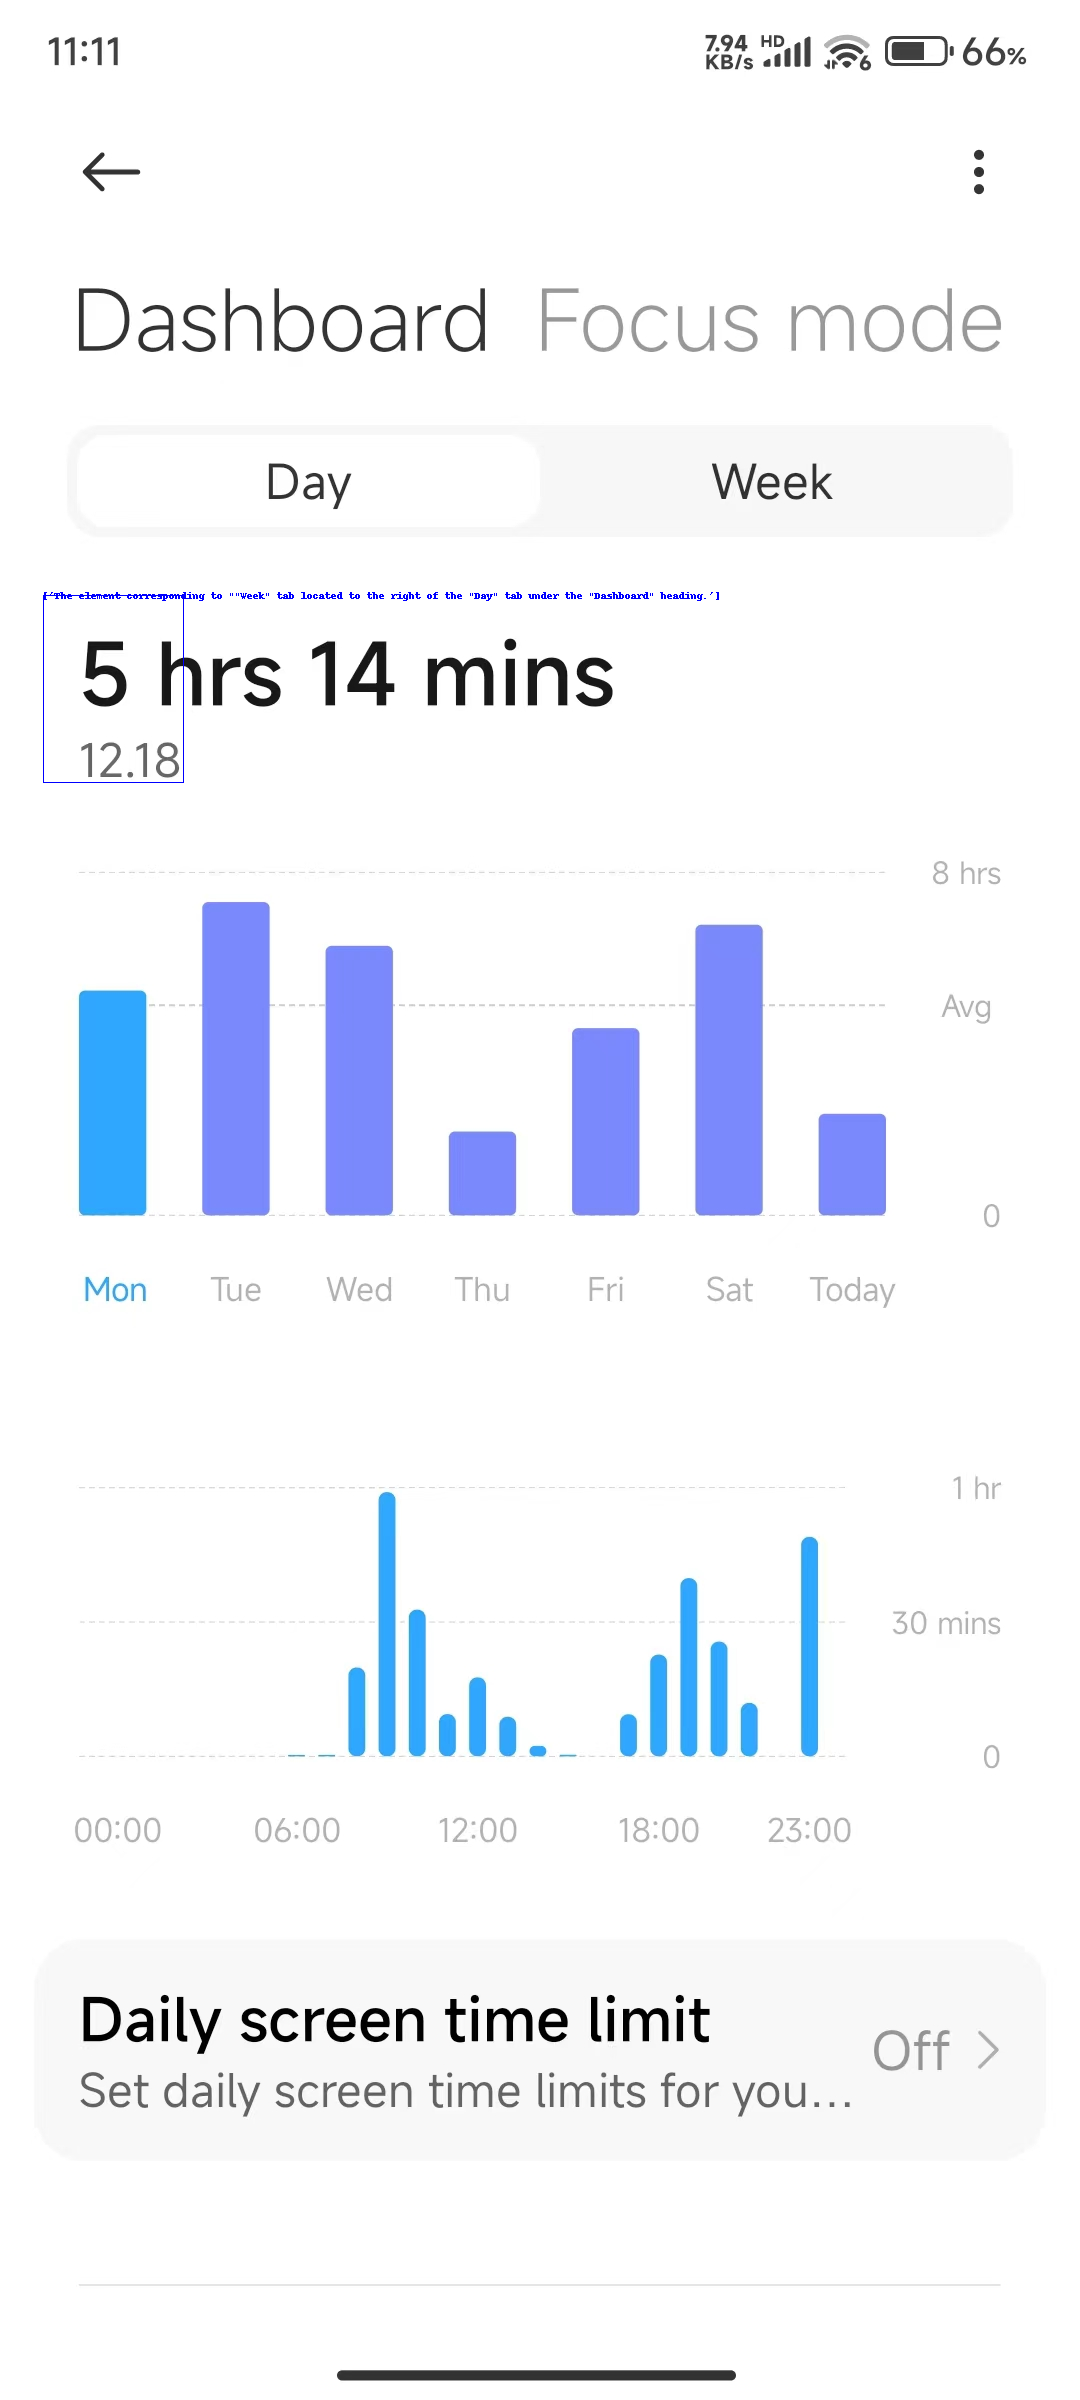 11:11
7.94 KB/s HD 6 66%
Dashboard Focus mode
Day Week
['The element corresponding to ""Week" tab located to the right of the "Day" tab under the "Dashboard" heading.']
5 hrs 14 mins
12.18
8 hrs
Avg
0
Mon Tue Wed Thu Fri Sat Today
1 hr
30 mins
0
00:00 06:00 12:00 18:00 23:00
Daily screen time limit
Set daily screen time limits for you...
Off